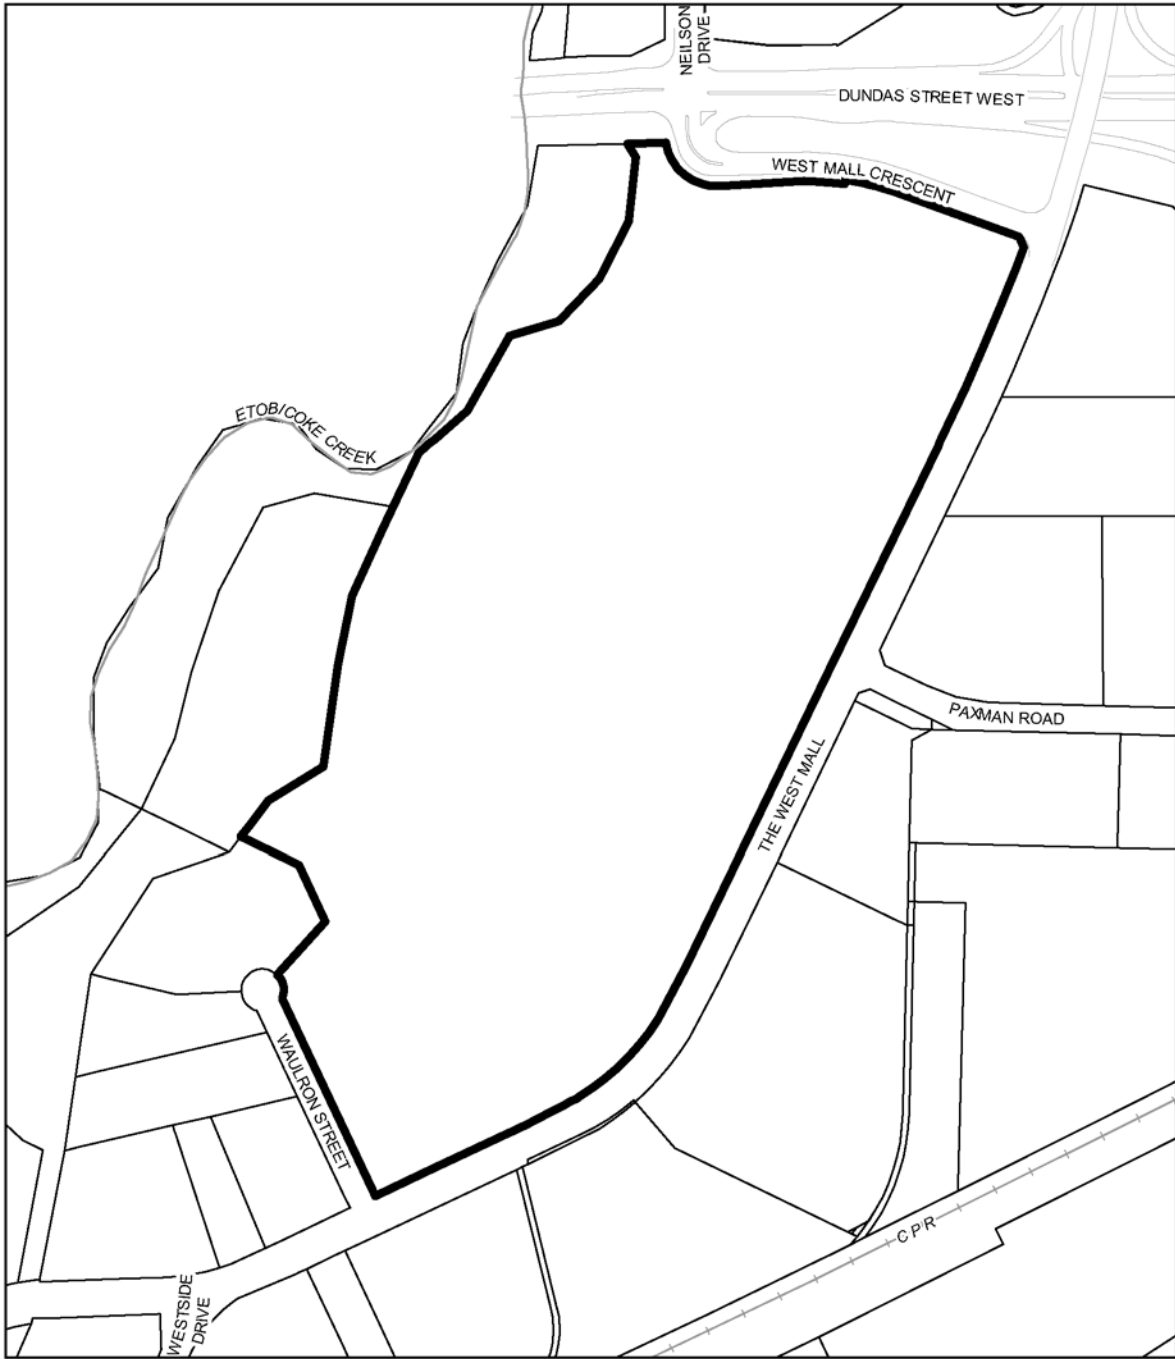 NEILSON
DRIVE
DUNDAS STREET WEST
WEST MALL CRESCENT
ETOBICOKE CREEK
PAXMAN ROAD
THE WEST MALL
WAULRON STREET
CPR
WESTSIDE
DRIVE